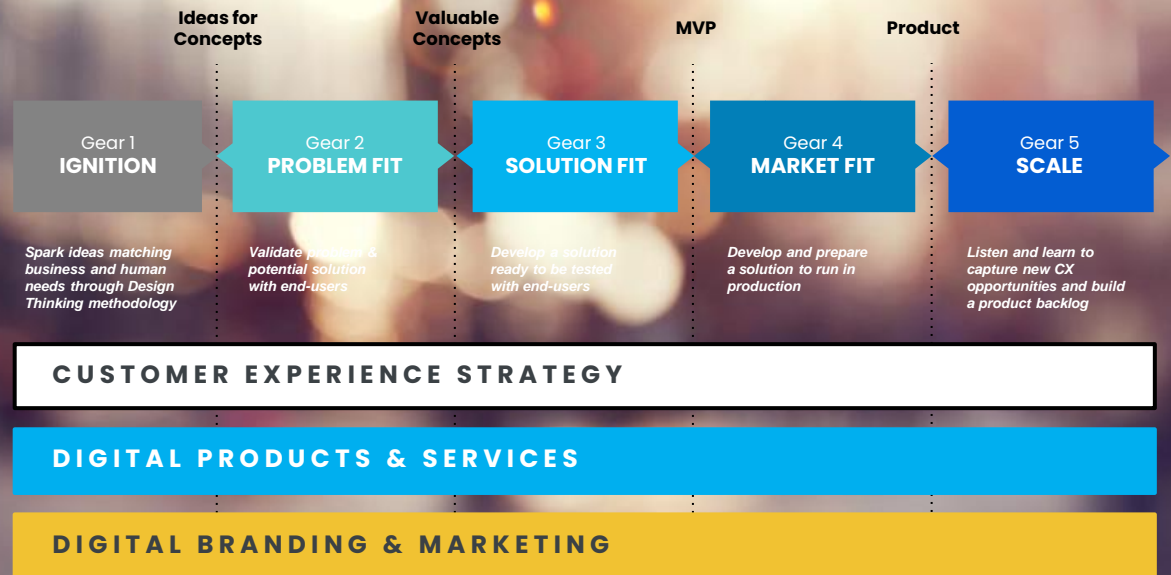 Ideas for
Concepts
Valuable
Concepts
MVP
Product
Gear 1
IGNITION
Gear 2
PROBLEM FIT
Gear 3
SOLUTION FIT
Gear 4
MARKET FIT
Gear 5
SCALE
Spark ideas matching
business and human
needs through Design
Thinking methodology
Validate problem &
potential solution
with end-users
Develop a solution
ready to be tested
with end-users
Develop and prepare
a solution to run in
production
Listen and learn to
capture new CX
opportunities and build
a product backlog
CUSTOMER EXPERIENCE STRATEGY
DIGITAL PRODUCTS & SERVICES
DIGITAL BRANDING & MARKETING